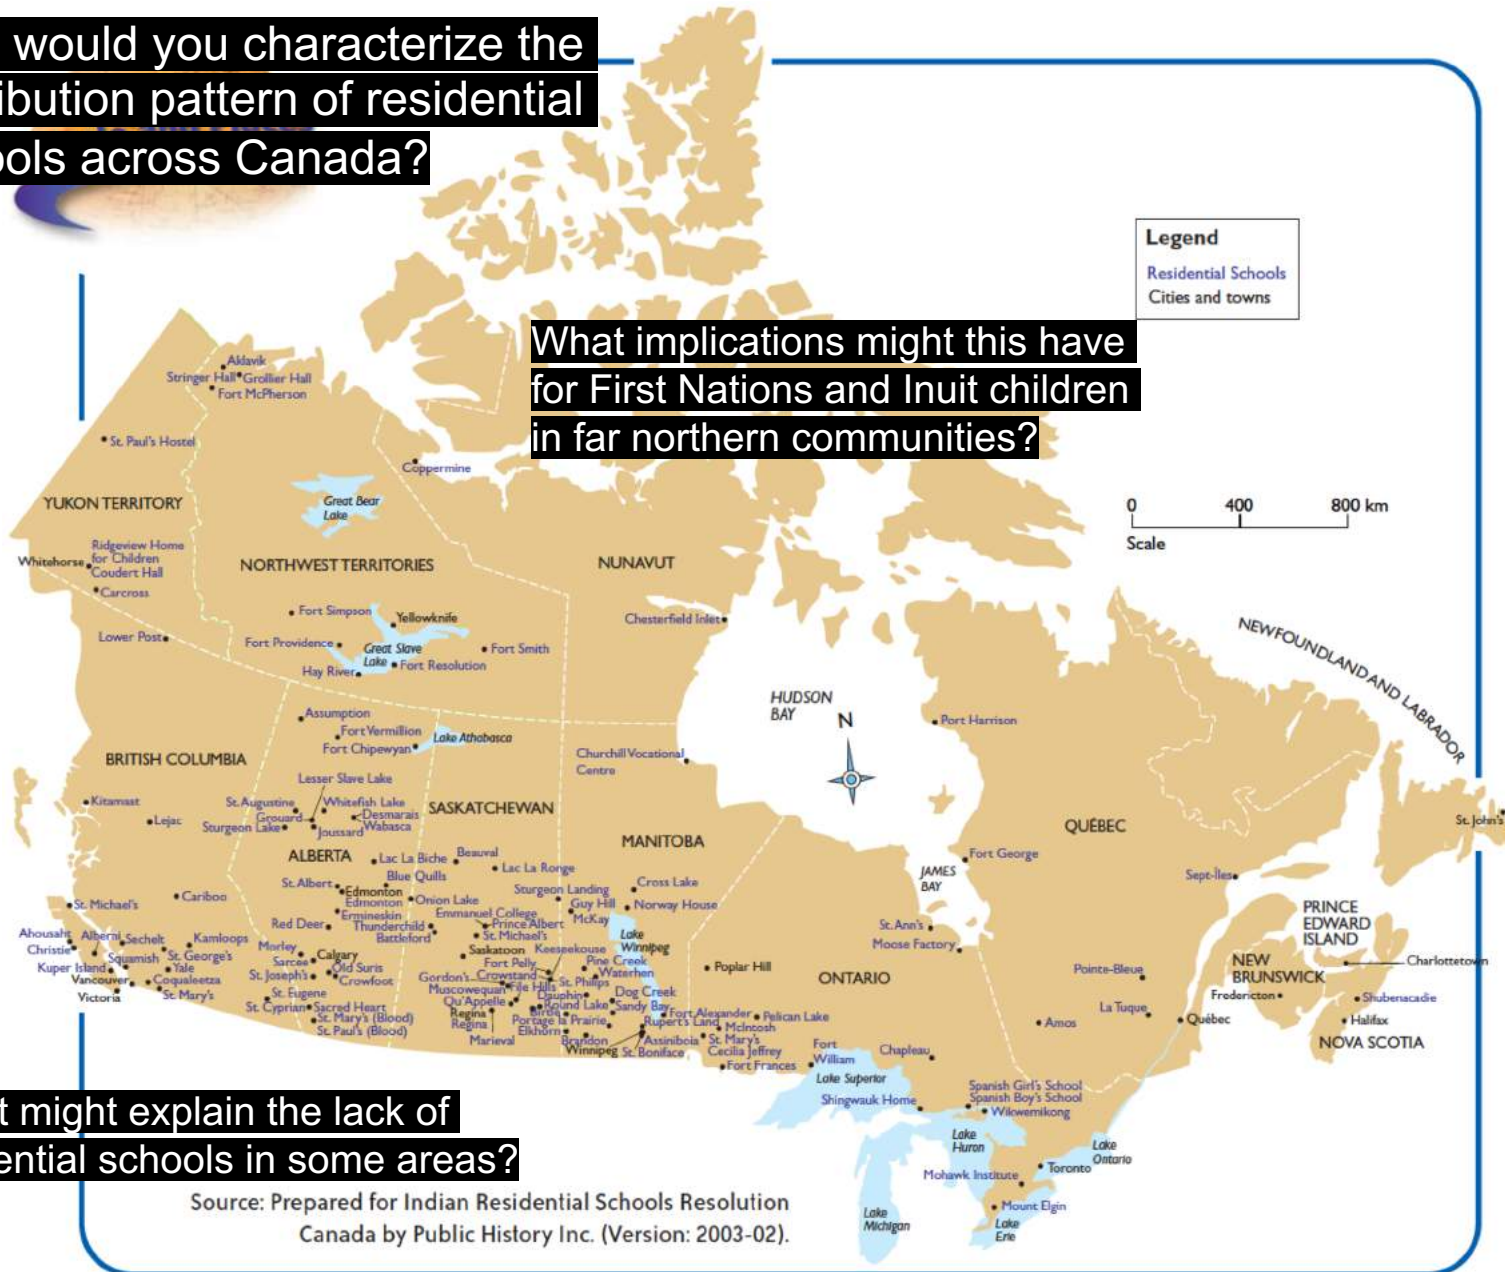 would you characterize the
ibution pattern of residential
ools across Canada?
Legend
Residential Schools
Cities and towns
What implications might this have
for First Nations and Inuit children
in far northern communities?
Aklavik
Stringer Hall
Grollier Hall
Fort McPherson
St. Paul's Hostel
Coppermine
Great Bear
Lake
0 400 800 km
Scale
YUKON TERRITORY
Ridgeview Home
for Children
Coudert Hall
Whitehorse
Carcross
NORTHWEST TERRITORIES
NUNAVUT
Fort Simpson
Yellowknife
Chesterfield Inlet
Lower Post
Fort Providence
Great Slave
Lake
Fort Smith
Hay River
Fort Resolution
NEWFOUNDLAND AND LABRADOR
HUDSON
BAY
N
Port Harrison
Assumption
Fort Vermillion
Lake Athabasca
Fort Chipewyan
Churchill Vocational
Centre
BRITISH COLUMBIA
Lesser Slave Lake
Kitamaat
St. Augustine
Whitefish Lake
SASKATCHEWAN
Grouard
Desmarais
Lejac
Sturgeon Lake
Joussard
Wabasca
St. John's
QUÉBEC
MANITOBA
ALBERTA
Lac La Biche
Beauval
Fort George
Lac La Ronge
JAMES
BAY
Sept-Îles
St. Albert
Blue Quills
Cross Lake
Edmonton
Edmonton
Sturgeon Landing
Cariboo
Onion Lake
Guy Hill
Norway House
St. Michael's
Ermineskin
Emmanuel College
McKay
PRINCE
EDWARD
ISLAND
Red Deer
Thunderchild
Prince Albert
St. Ann's
Battleford
St. Michael's
Lake
Winnipeg
Ahousaht
Alberni
Sechelt
Kamloops
Morley
Moose Factory
Christie
Squamish
St. George's
Sarcee
Calgary
Saskatoon
Keeseekouse
Kuper Island
Yale
St. Joseph's
Old Suris
Fort Pelly
Pine Creek
Poplar Hill
Pointe-Bleue
NEW
BRUNSWICK
Charlottetown
Vancouver
Coqualeetza
Crowfoot
Gordon's
Crowstand
St. Philips
Waterhen
ONTARIO
Victoria
St. Mary's
St. Eugene
Muscowequan
File Hills
Fredericton
Shubenacadie
St. Cyprian
Sacred Heart
Qu'Appelle
Dauphin
Dog Creek
La Tuque
St. Mary's (Blood)
Regina
Regina
Birtle
Round Lake
Sandy Bay
Fort Alexander
Pelican Lake
Amos
Québec
Halifax
St. Paul's (Blood)
Portage la Prairie
Rupert's Land
McIntosh
Marieval
Elkhorn
Brandon
Assiniboia
St. Mary's
NOVA SCOTIA
Winnipeg
St. Boniface
Cecilia Jeffrey
Fort
William
Chapleau
Fort Frances
Lake Superior
Spanish Girl's School
Spanish Boy's School
Shingwauk Home
Wikwemikong
t might explain the lack of
ential schools in some areas?
Lake
Huron
Lake
Ontario
Toronto
Mohawk Institute
Mount Elgin
Lake
Michigan
Lake
Erie
Source: Prepared for Indian Residential Schools Resolution
Canada by Public History Inc. (Version: 2003-02).